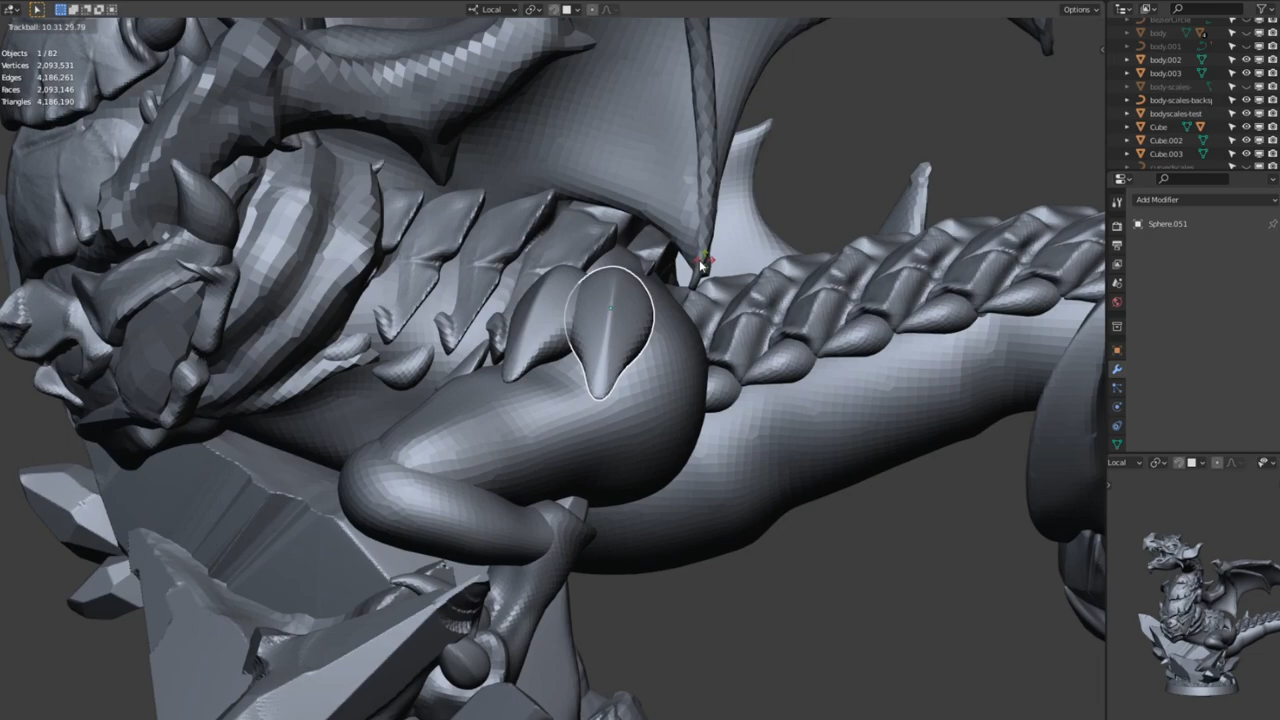 Local
Options
Trackball: 10.31 29.79
Objects 1 / 82
Vertices 2,093,531
Edges 4,186,261
Faces 2,093,146
Triangles 4,186,190
body
body.001
body.002
body.003
body-scales-
body-scales-backs
bodyscales-test
Cube
Cube.002
Cube.003
Add Modifier
Sphere.051
Local